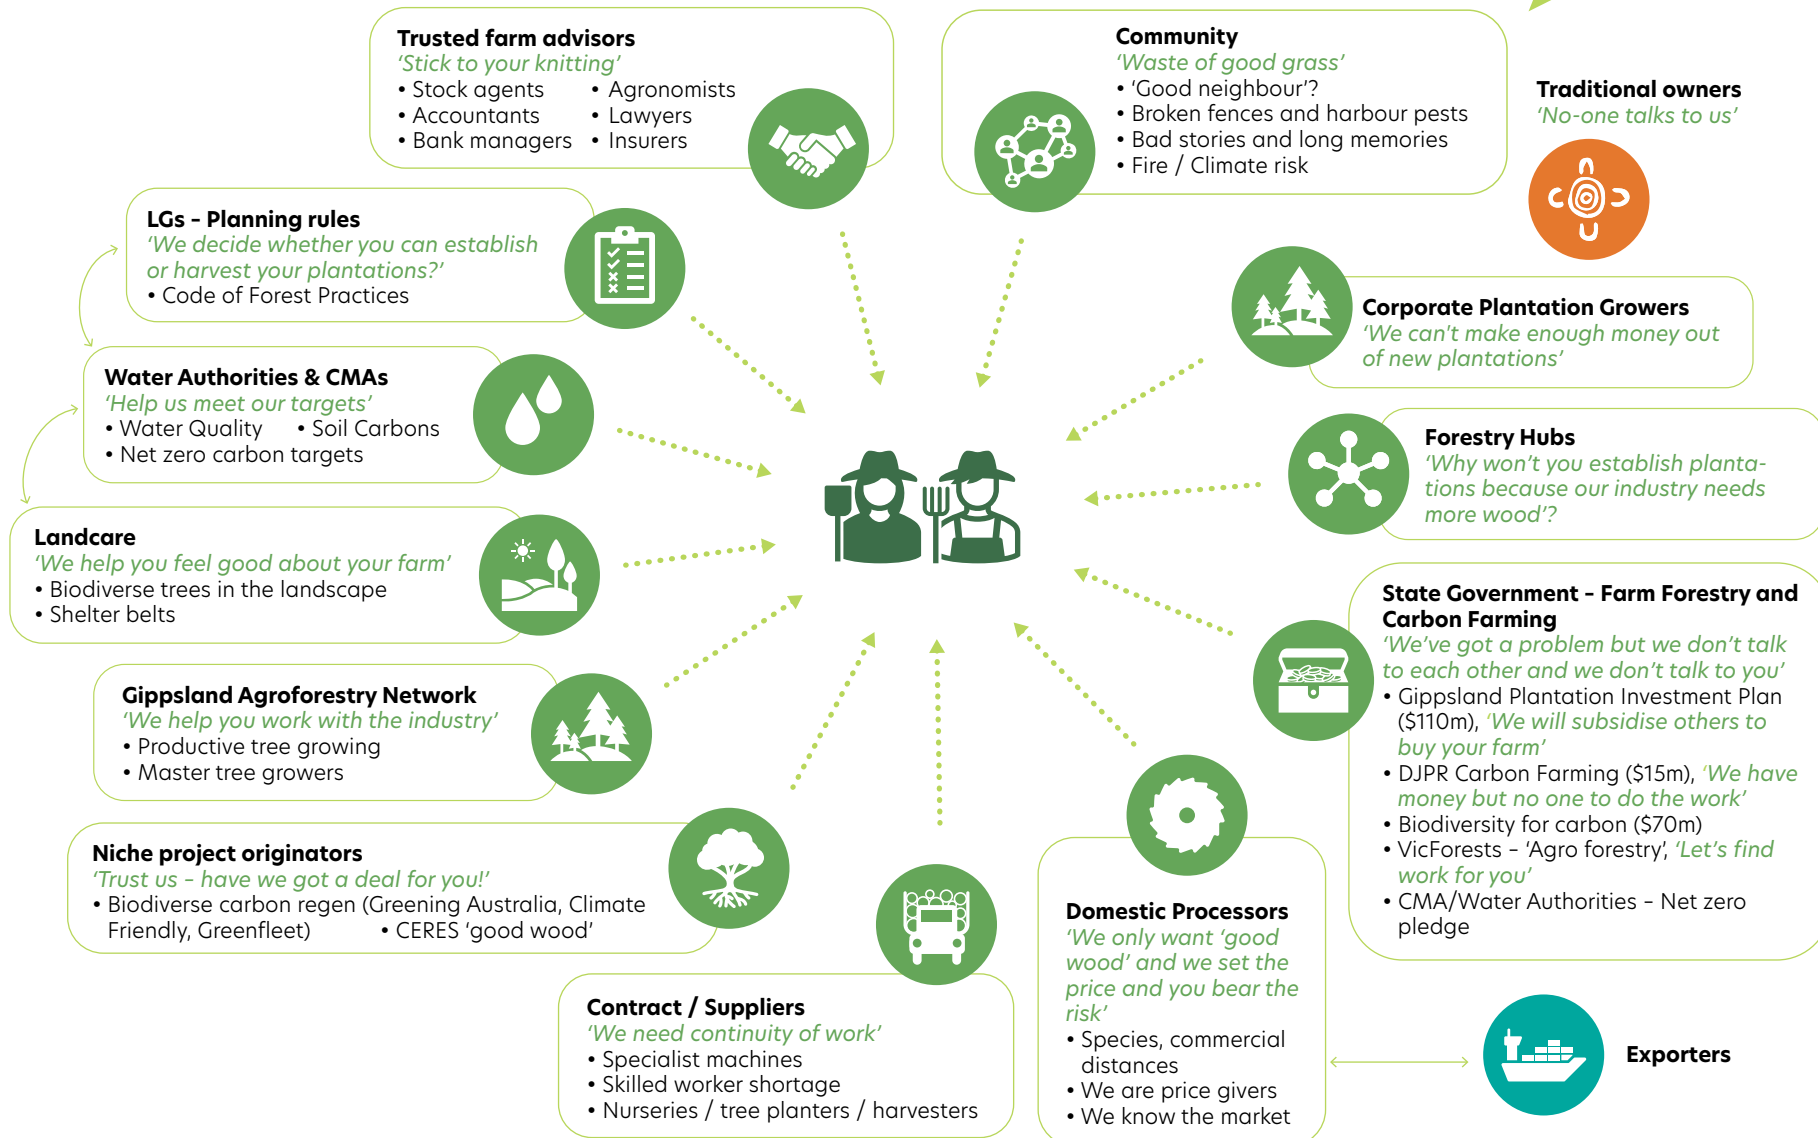 Trusted farm advisors
‘Stick to your knitting’
• Stock agents
• Accountants
• Bank managers
• Agronomists
• Lawyers
• Insurers
Community
‘Waste of good grass’
• ‘Good neighbour’?
• Broken fences and harbour pests
• Bad stories and long memories
• Fire / Climate risk
Traditional owners
‘No-one talks to us’
LGs – Planning rules
‘We decide whether you can establish
or harvest your plantations?’
• Code of Forest Practices
Corporate Plantation Growers
‘We can't make enough money out
of new plantations’
Water Authorities & CMAs
‘Help us meet our targets’
• Water Quality • Soil Carbons
• Net zero carbon targets
Forestry Hubs
‘Why won’t you establish planta-
tions because our industry needs
more wood’?
Landcare
‘We help you feel good about your farm’
• Biodiverse trees in the landscape
• Shelter belts
State Government – Farm Forestry and
Carbon Farming
‘We’ve got a problem but we don’t talk
to each other and we don’t talk to you’
• Gippsland Plantation Investment Plan
($110m), ‘We will subsidise others to
buy your farm’
• DJPR Carbon Farming ($15m), ‘We have
money but no one to do the work’
• Biodiversity for carbon ($70m)
• VicForests – ‘Agro forestry’, ‘Let’s find
work for you’
• CMA/Water Authorities – Net zero
pledge
Gippsland Agroforestry Network
‘We help you work with the industry’
• Productive tree growing
• Master tree growers
Niche project originators
‘Trust us – have we got a deal for you!’
• Biodiverse carbon regen (Greening Australia, Climate
Friendly, Greenfleet) • CERES ‘good wood’
Contract / Suppliers
‘We need continuity of work’
• Specialist machines
• Skilled worker shortage
• Nurseries / tree planters / harvesters
Domestic Processors
‘We only want ‘good
wood’ and we set the
price and you bear the
risk’
• Species, commercial
distances
• We are price givers
• We know the market
Exporters